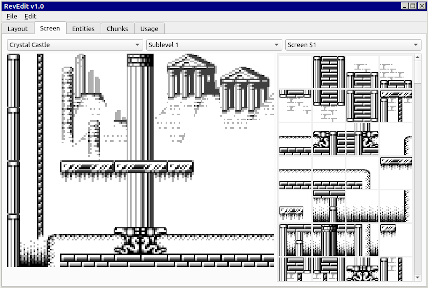 RevEdit v1.0
File Edit
Layout Screen Entities Chunks Usage
Crystal Castle Sublevel 1 Screen 51